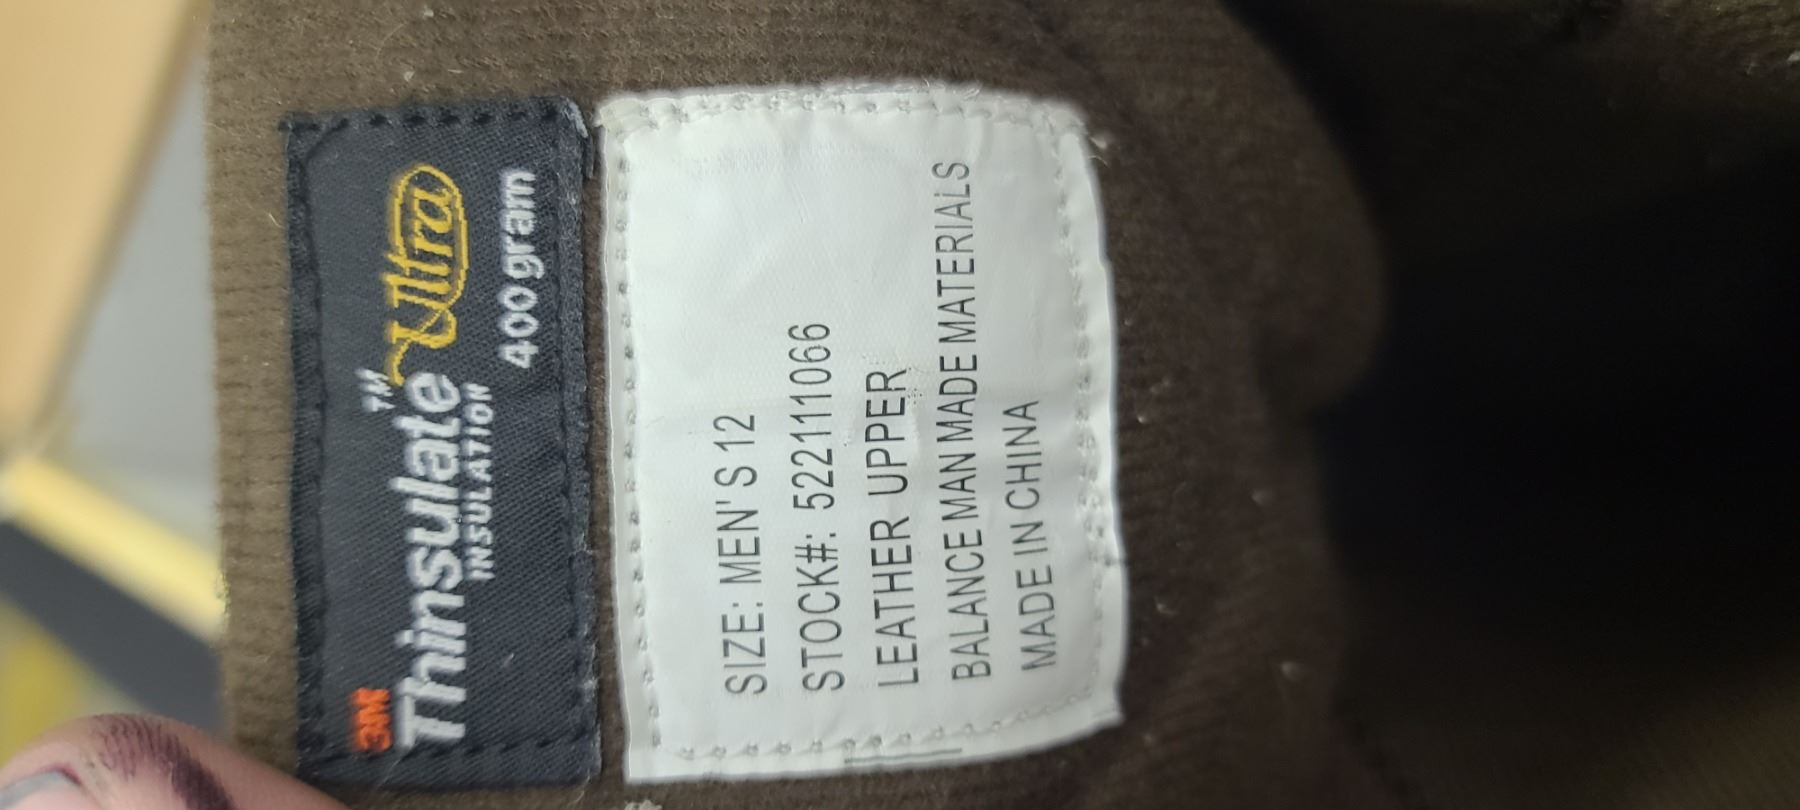 3M
Thinsulate™ Ultra
INSULATION
400 gram
SIZE: MEN'S 12
STOCK#: 522111066
LEATHER UPPER
BALANCE MAN MADE MATERIALS
MADE IN CHINA